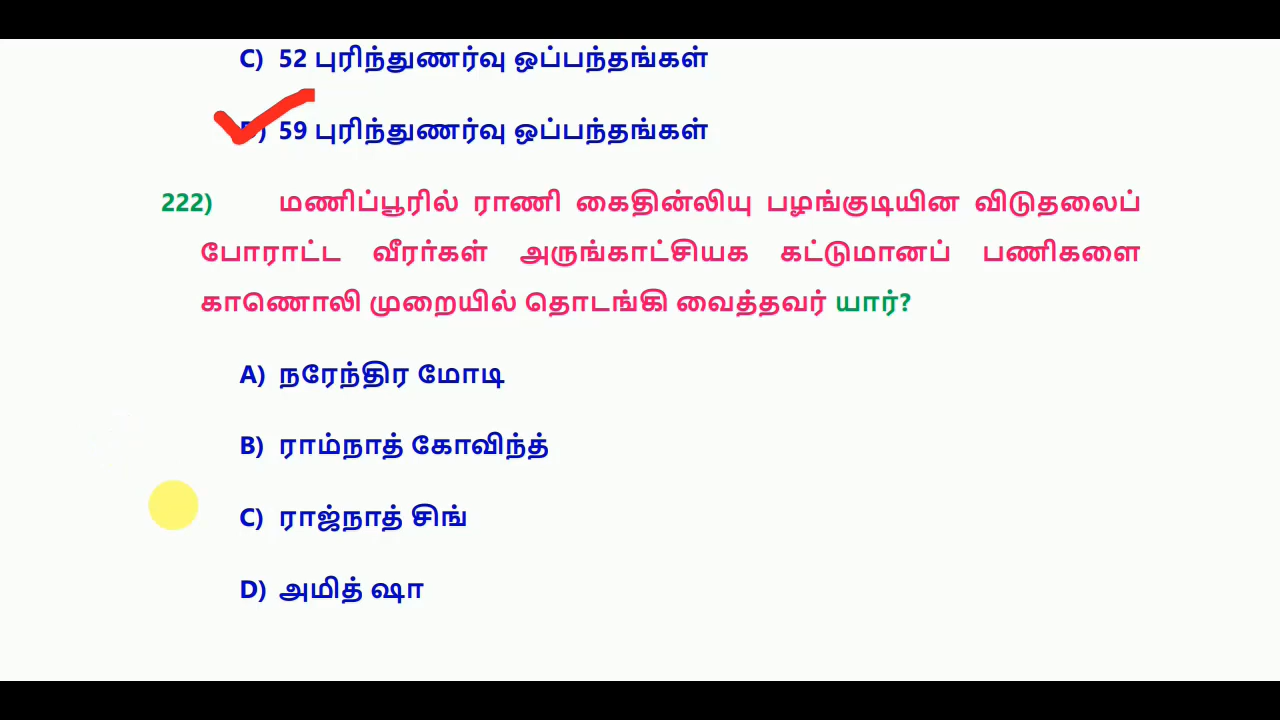 C) 52 புரிந்துணர்வு ஒப்பந்தங்கள்
D) 59 புரிந்துணர்வு ஒப்பந்தங்கள்
222) மணிப்பூரில் ராணி கைதின்லியு பழங்குடியின விடுதலைப்
போராட்ட வீரர்கள் அருங்காட்சியக கட்டுமானப் பணிகளை
காணொலி முறையில் தொடங்கி வைத்தவர் யார்?
A) நரேந்திர மோடி
B) ராம்நாத் கோவிந்த்
C) ராஜ்நாத் சிங்
D) அமித் ஷா